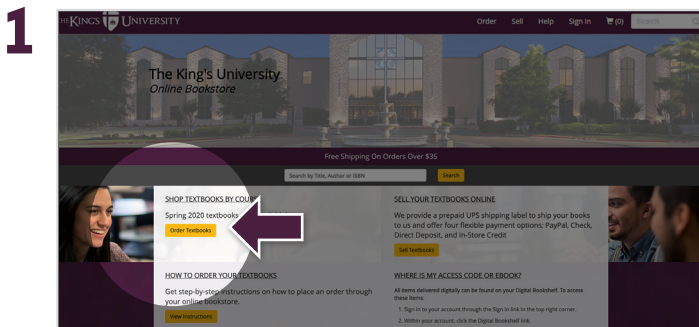 1
THE KING'S UNIVERSITY
Order Sell Help Sign in (0) Search
The King's University
Online Bookstore
Free Shipping On Orders Over $35
Search by Title, Author or ISBN Search
SHOP TEXTBOOKS BY COUR
Spring 2020 textbooks
Order Textbooks
SELL YOUR TEXTBOOKS ONLINE
We provide a prepaid UPS shipping label to ship your books
to us and offer four flexible payment options: PayPal, Check,
Direct Deposit, and In-Store Credit
Sell Textbooks
HOW TO ORDER YOUR TEXTBOOKS
Get step-by-step instructions on how to place an order through
your online bookstore.
View Instructions
WHERE IS MY ACCESS CODE OR EBOOK?
All items delivered digitally can be found on your Digital Bookshelf. To access
these items:
1. Sign in to your account through the Sign In link in the top right corner.
2. Within your account, click the Digital Bookshelf link.